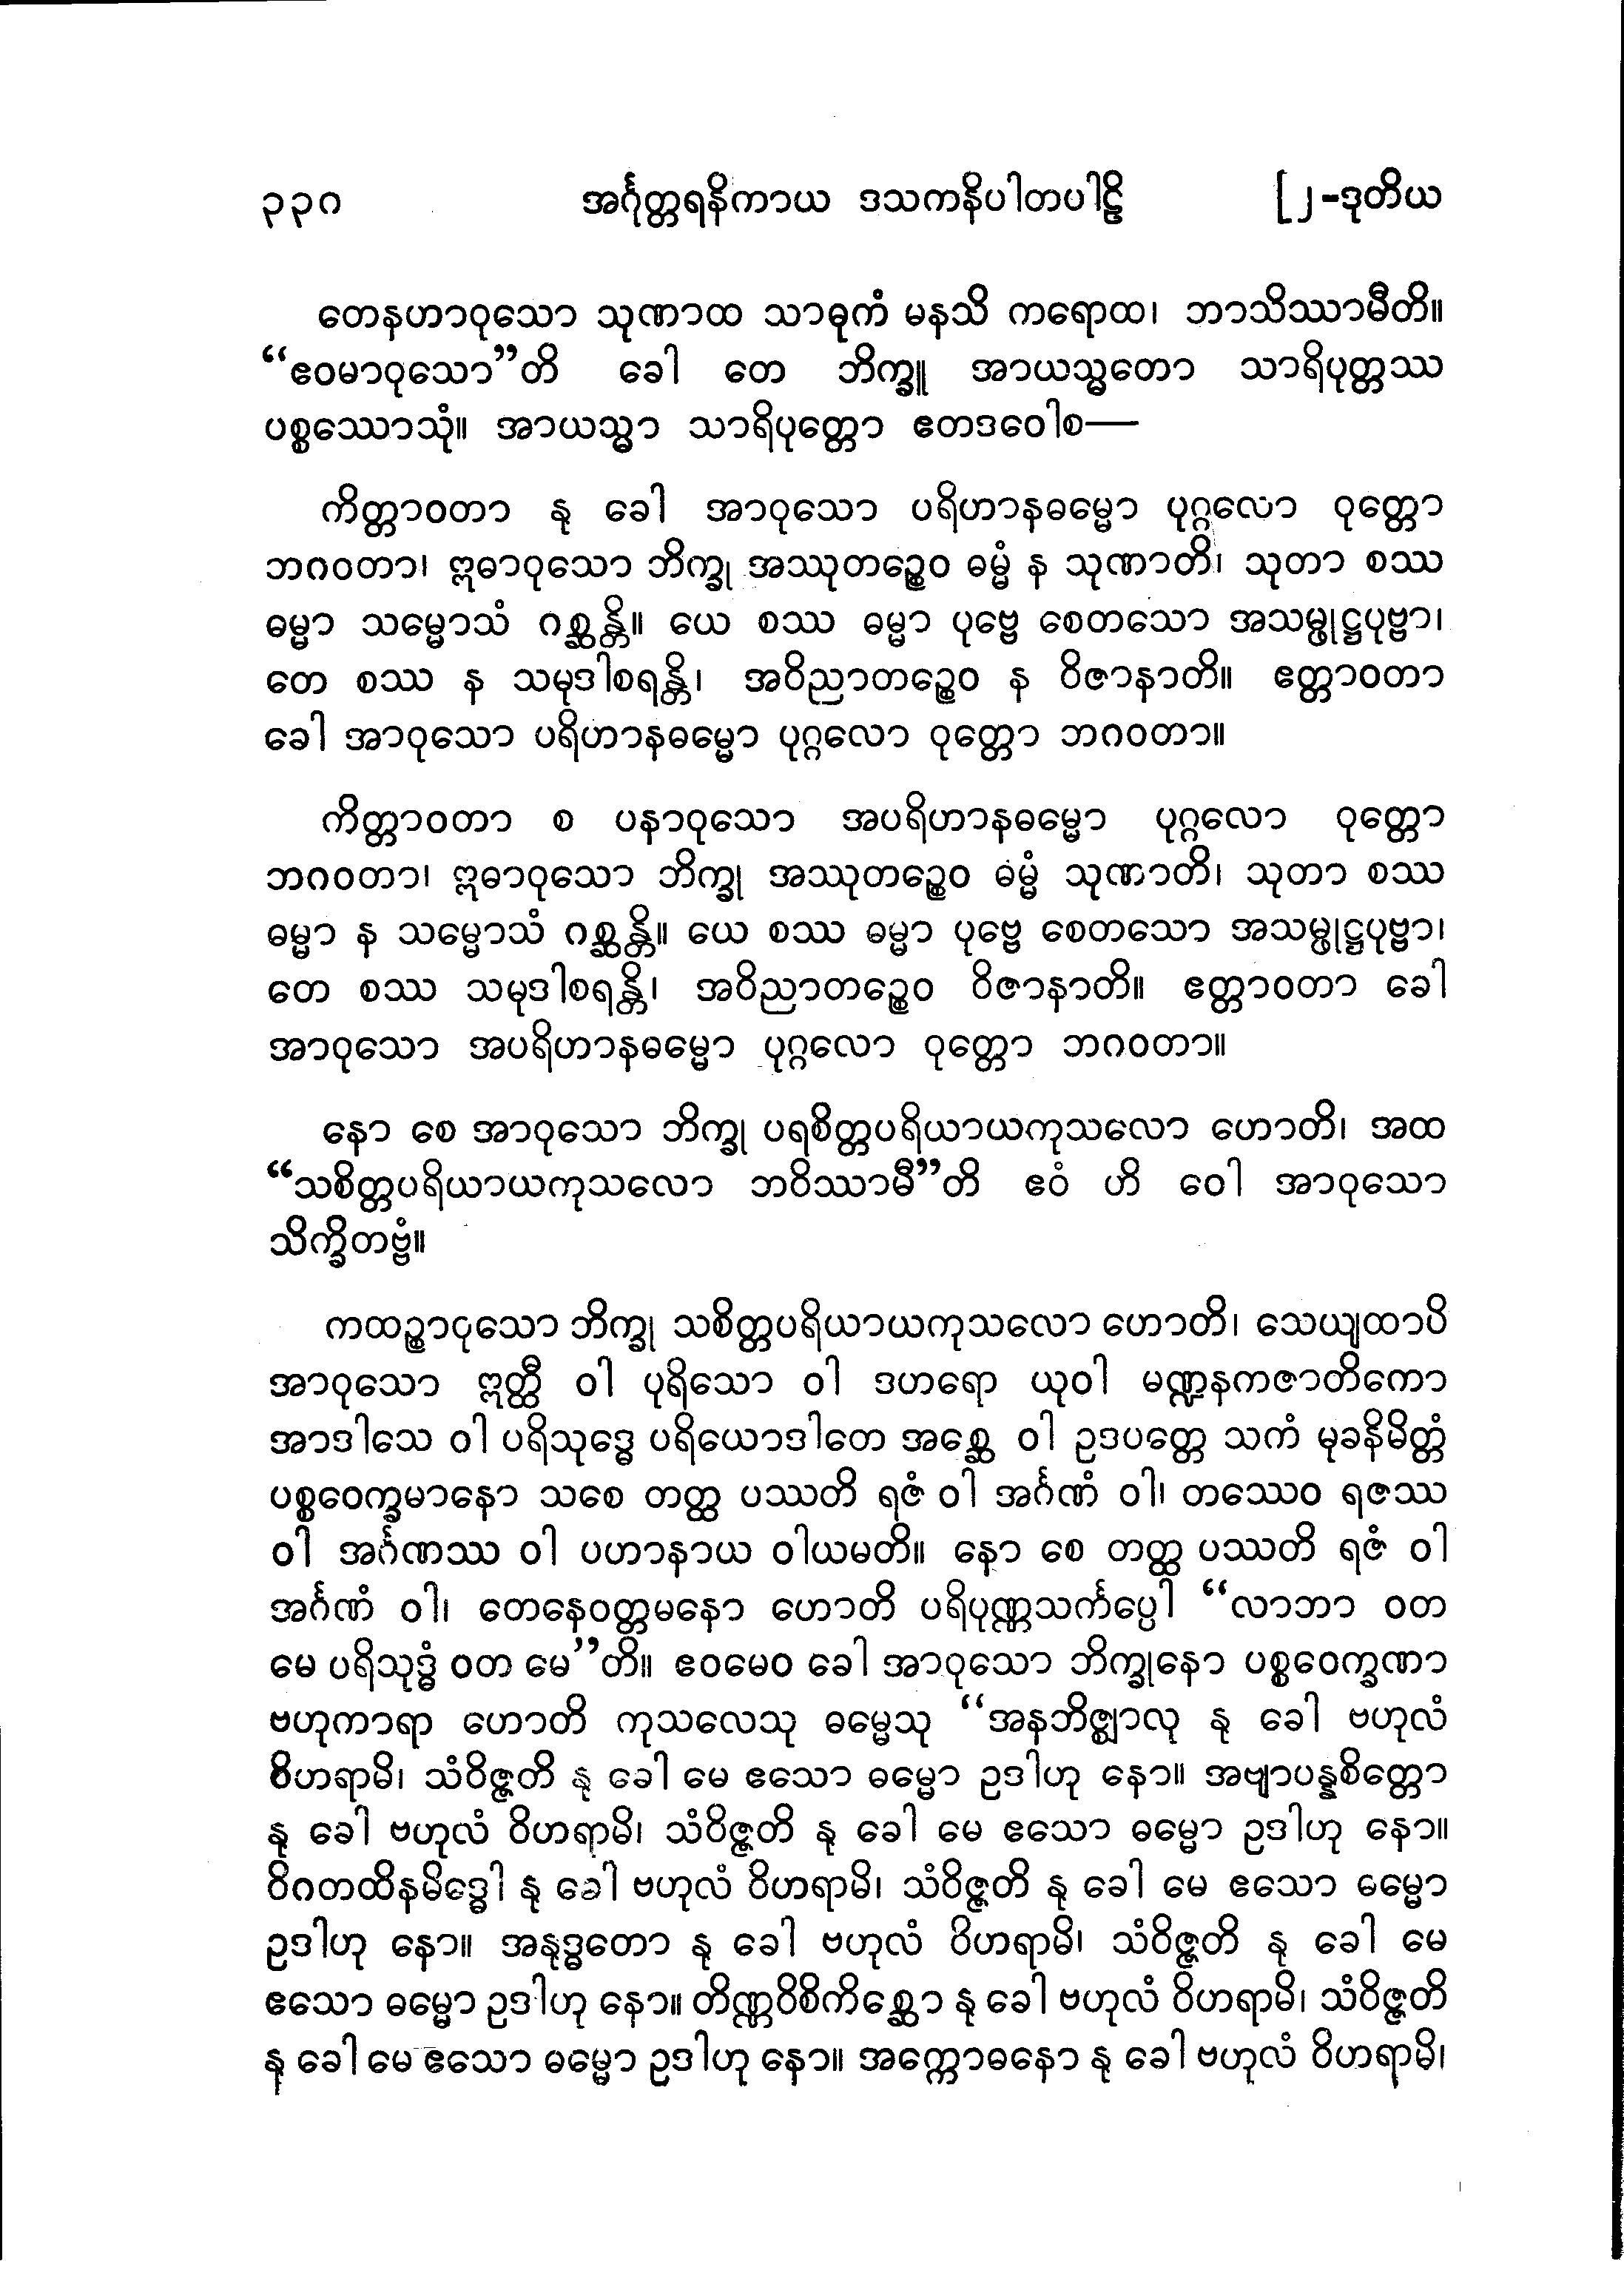 ၃၃၈ အင်္ဂုတ္တရနိကာယ ဒသကနိပါတပါဠိ [၂-ဒုတိယ
တေနဟာဝုသော သုဏာထ သာဓုကံ မနသိ ကရောထ၊ ဘာသိဿာမီတိ။
“ဧဝမာဝုသော”တိ ခေါ တေ ဘိက္ခူ အာယသ္မတော သာရိပုတ္တဿ
ပစ္စဿောသုံ။ အာယသ္မာ သာရိပုတ္တော ဧတဒဝေါစ—
ကိတ္တာဝတာ နု ခေါ အာဝုသော ပရိဟာနဓမ္မော ပုဂ္ဂလော ဝုတ္တော
ဘဂဝတာ၊ ဣဓာဝုသော ဘိက္ခု အဿုတဉ္စေဝ ဓမ္မံ န သုဏာတိ၊ သုတာ စဿ
ဓမ္မာ သမ္မောသံ ဂစ္ဆန္တိ။ ယေ စဿ ဓမ္မာ ပုဗ္ဗေ စေတသော အသမ္ဖုဋ္ဌပုဗ္ဗာ၊
တေ စဿ န သမုဒါစရန္တိ၊ အဝိညာတဉ္စေဝ န ဝိဇာနာတိ။ ဧတ္တာဝတာ
ခေါ အာဝုသော ပရိဟာနဓမ္မော ပုဂ္ဂလော ဝုတ္တော ဘဂဝတာ။
ကိတ္တာဝတာ စ ပနာဝုသော အပရိဟာနဓမ္မော ပုဂ္ဂလော ဝုတ္တော
ဘဂဝတာ၊ ဣဓာဝုသော ဘိက္ခု အဿုတဉ္စေဝ ဓမ္မံ သုဏာတိ၊ သုတာ စဿ
ဓမ္မာ န သမ္မောသံ ဂစ္ဆန္တိ။ ယေ စဿ ဓမ္မာ ပုဗ္ဗေ စေတသော အသမ္ဖုဋ္ဌပုဗ္ဗာ၊
တေ စဿ သမုဒါစရန္တိ၊ အဝိညာတဉ္စေဝ ဝိဇာနာတိ။ ဧတ္တာဝတာ ခေါ
အာဝုသော အပရိဟာနဓမ္မော ပုဂ္ဂလော ဝုတ္တော ဘဂဝတာ။
နော စေ အာဝုသော ဘိက္ခု ပရစိတ္တပရိယာယကုသလော ဟောတိ၊ အထ
“သစိတ္တပရိယာယကုသလော ဘဝိဿာမီ”တိ ဧဝံ ဟိ ဝေါ အာဝုသော
သိက္ခိတဗ္ဗံ။
ကထဉ္စာဝုသော ဘိက္ခု သစိတ္တပရိယာယကုသလော ဟောတိ၊ သေယျထာပိ
အာဝုသော ဣတ္ထီ ဝါ ပုရိသော ဝါ ဒဟရော ယုဝါ မဏ္ဍနကဇာတိကော
အာဒါသေ ဝါ ပရိသုဒ္ဓေ ပရိယောဒါတေ အစ္ဆေ ဝါ ဥဒပတ္တေ သကံ မုခနိမိတ္တံ
ပစ္စဝေက္ခမာနော သစေ တတ္ထ ပဿတိ ရဇံ ဝါ အင်္ဂဏံ ဝါ၊ တဿေဝ ရဇဿ
ဝါ အင်္ဂဏဿ ဝါ ပဟာနာယ ဝါယမတိ။ နော စေ တတ္ထ ပဿတိ ရဇံ ဝါ
အင်္ဂဏံ ဝါ၊ တေနေဝတ္တမနော ဟောတိ ပရိပုဏ္ဏသင်္ကပ္ပေါ “လာဘာ ဝတ
မေ ပရိသုဒ္ဓံ ဝတ မေ”တိ။ ဧဝမေဝ ခေါ အာဝုသော ဘိက္ခုနော ပစ္စဝေက္ခဏာ
ဗဟုကာရာ ဟောတိ ကုသလေသု ဓမ္မေသု “အနဘိဇ္ဈာလု နု ခေါ ဗဟုလံ
ဝိဟရာမိ၊ သံဝိဇ္ဇတိ နု ခေါ မေ ဧသော ဓမ္မော ဥဒါဟု နော။ အဗျာပန္နစိတ္တော
နု ခေါ ဗဟုလံ ဝိဟရာမိ၊ သံဝိဇ္ဇတိ နု ခေါ မေ ဧသော ဓမ္မော ဥဒါဟု နော။
ဝိဂတထိနမိဒ္ဓေါ နု ခေါ ဗဟုလံ ဝိဟရာမိ၊ သံဝိဇ္ဇတိ နု ခေါ မေ ဧသော ဓမ္မော
ဥဒါဟု နော။ အနုဒ္ဓတော နု ခေါ ဗဟုလံ ဝိဟရာမိ၊ သံဝိဇ္ဇတိ နု ခေါ မေ
ဧသော ဓမ္မော ဥဒါဟု နော။ တိဏ္ဏဝိစိကိစ္ဆော နု ခေါ ဗဟုလံ ဝိဟရာမိ၊ သံဝိဇ္ဇတိ
နု ခေါ မေ ဧသော ဓမ္မော ဥဒါဟု နော။ အက္ကောဓနော နု ခေါ ဗဟုလံ ဝိဟရာမိ၊